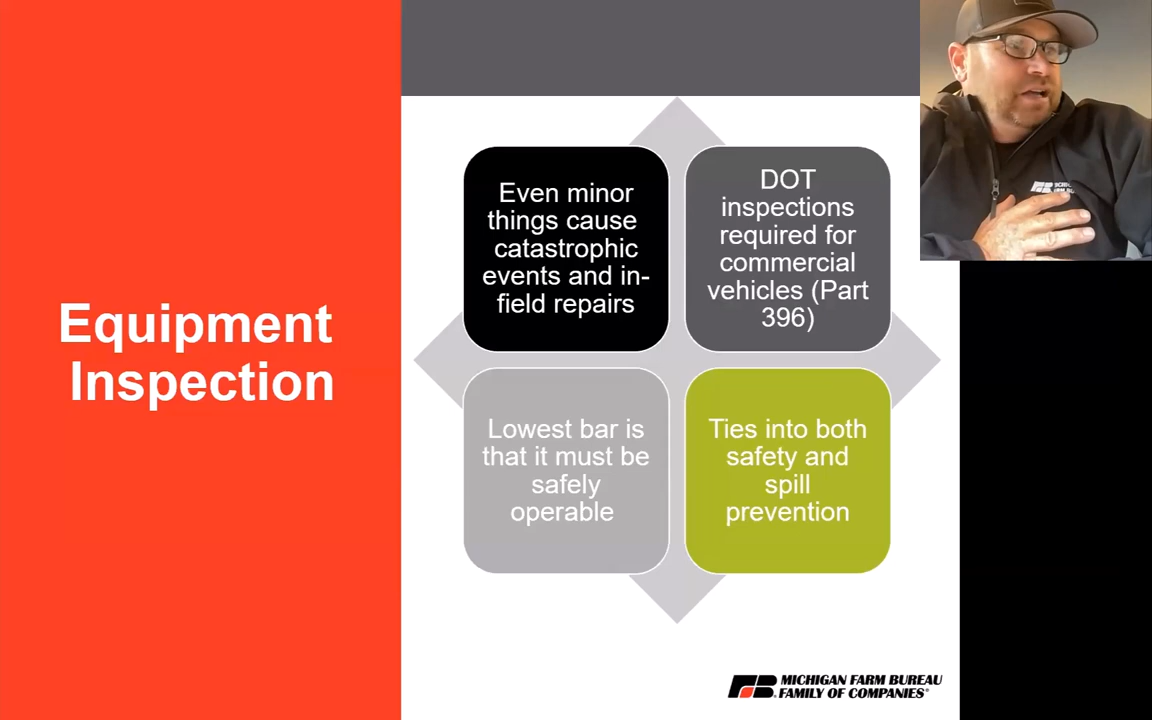 Equipment
Inspection
Even minor
things cause
catastrophic
events and in-
field repairs
DOT
inspections
required for
commercial
vehicles (Part
396)
Lowest bar is
that it must be
safely
operable
Ties into both
safety and
spill
prevention
MICHIGAN FARM BUREAU
FAMILY OF COMPANIES®